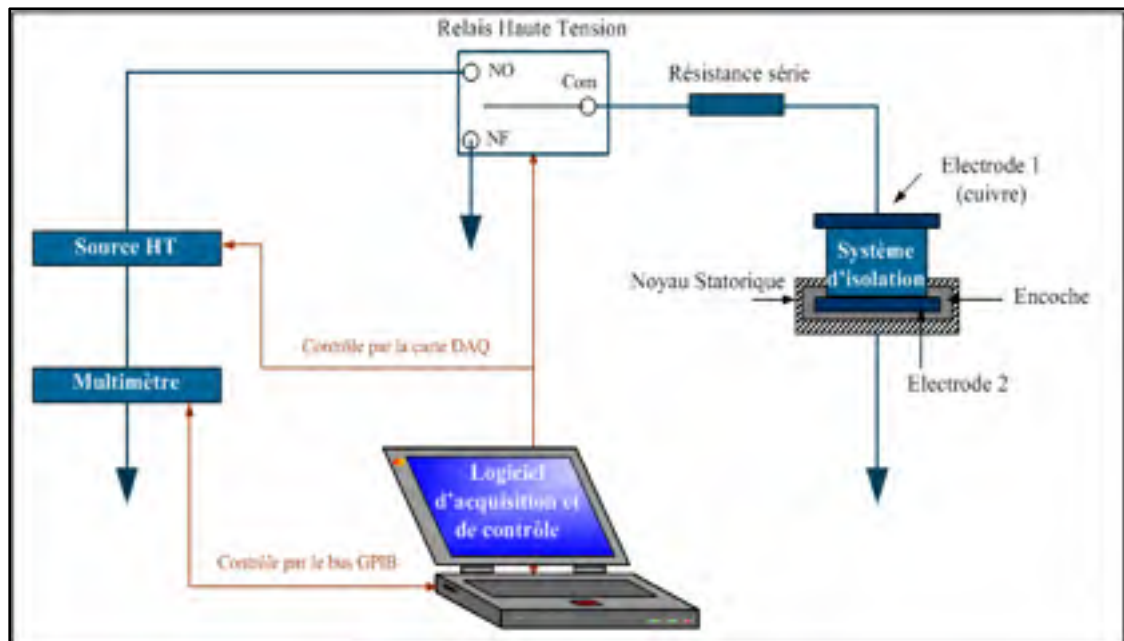 Relais Haute Tension
NO
Com
NF
Résistance série
Electrode 1
(cuivre)
Source HT
Système
d'isolation
Noyau Statorique
Encoche
Contrôle par la carte DAQ
Multimètre
Electrode 2
Logiciel
d'acquisition et
de contrôle
Contrôle par le bus GPIB